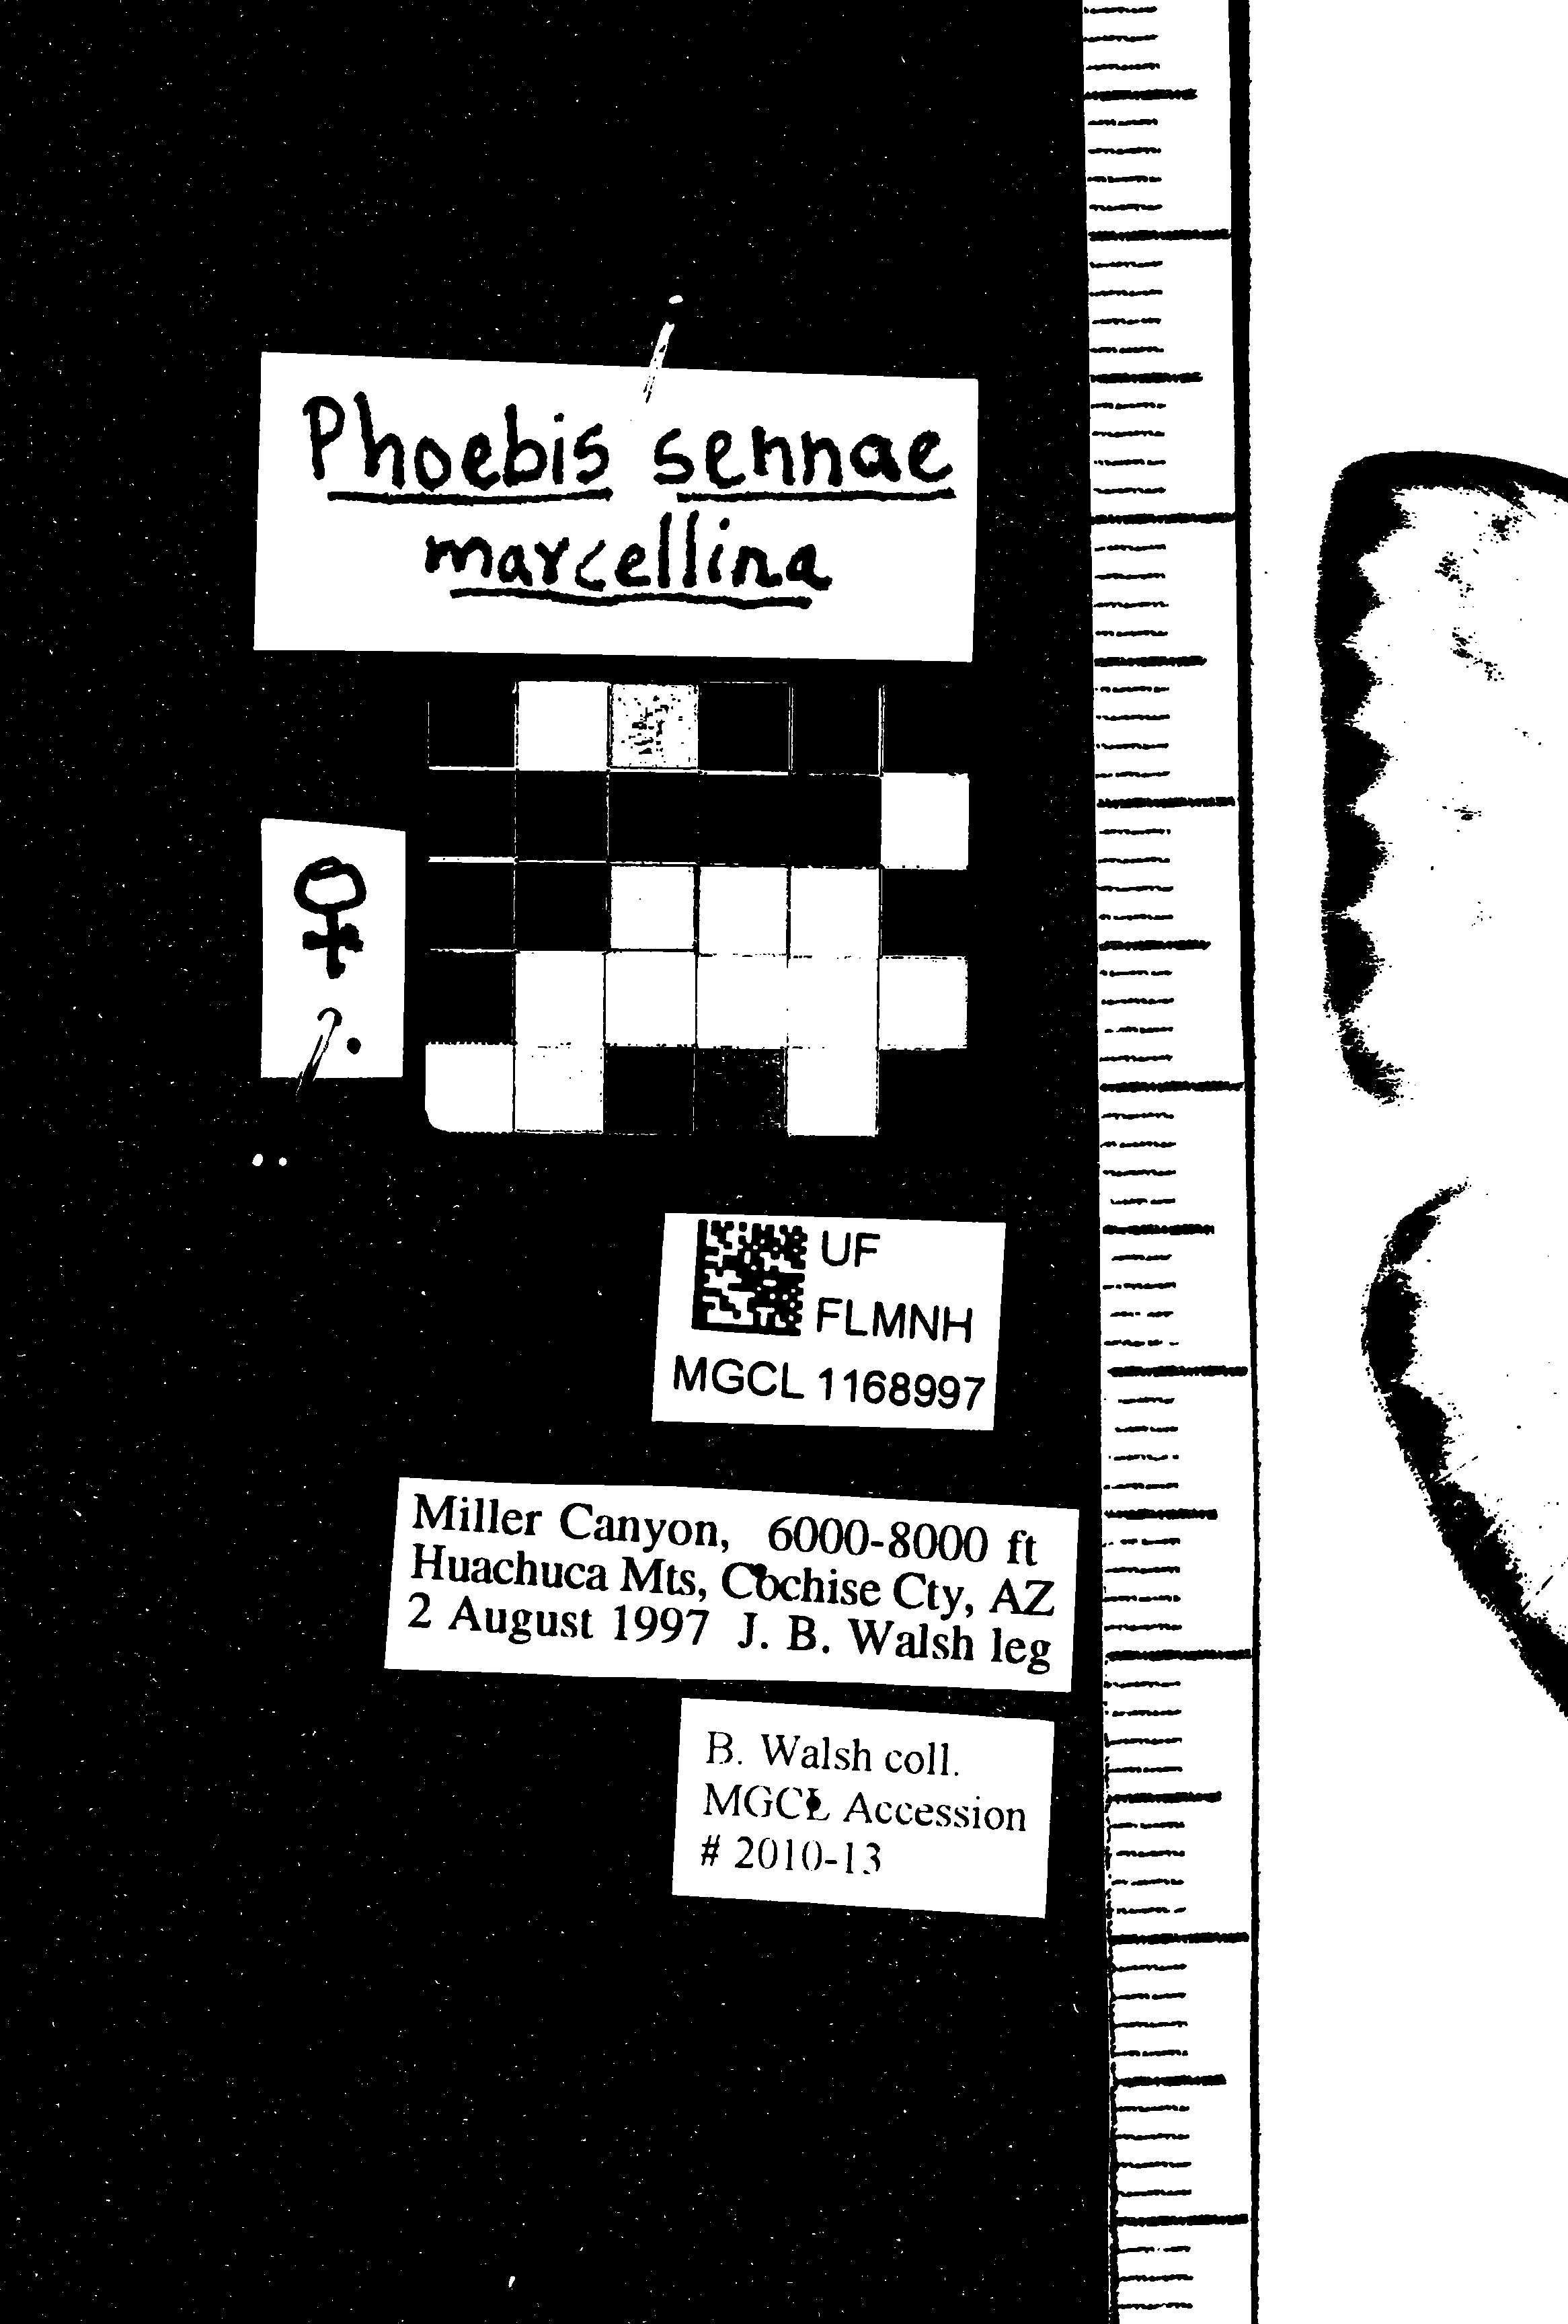 Phoebis sennae
marcellina
♀
?.
UF
FLMNH
MGCL 1168997
Miller Canyon, 6000-8000 ft
Huachuca Mts, Cochise Cty, AZ
2 August 1997 J. B. Walsh leg
B. Walsh coll.
MGCL Accession
# 2010-13